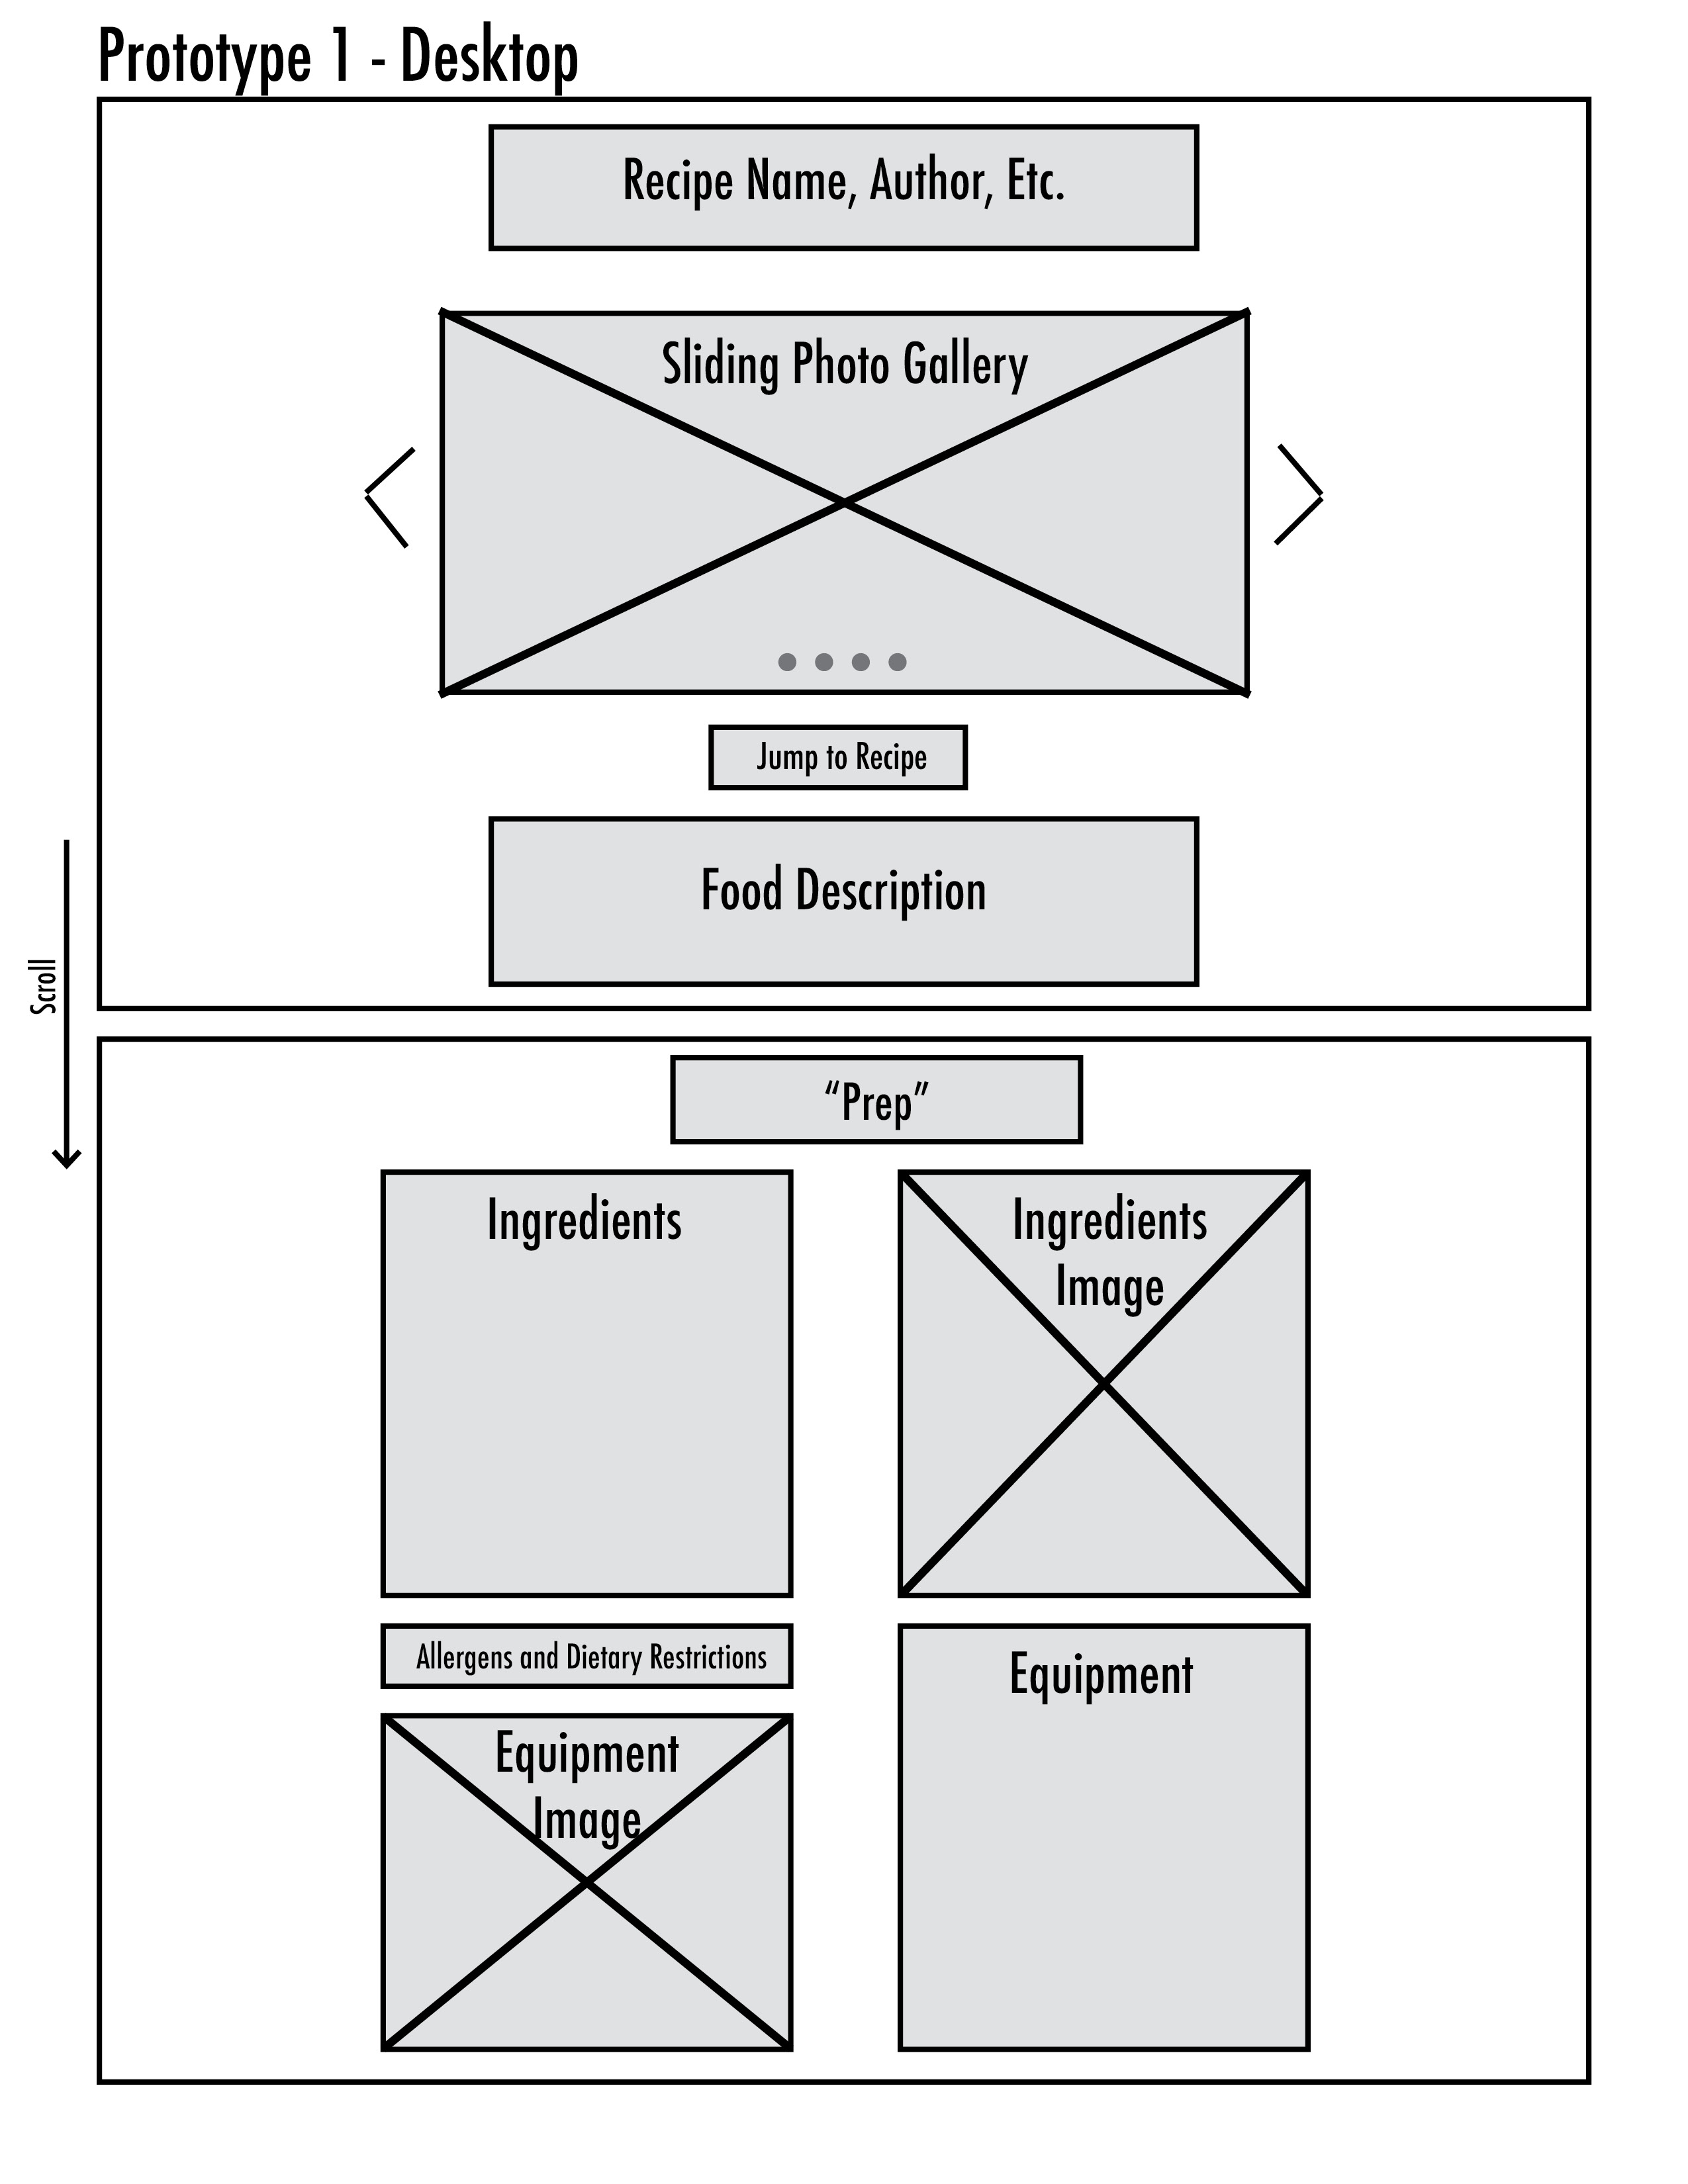 Prototype 1 - Desktop
Recipe Name, Author, Etc.
Sliding Photo Gallery
Jump to Recipe
Food Description
Scroll
“Prep”
Ingredients
Ingredients
Image
Allergens and Dietary Restrictions
Equipment
Equipment
Image